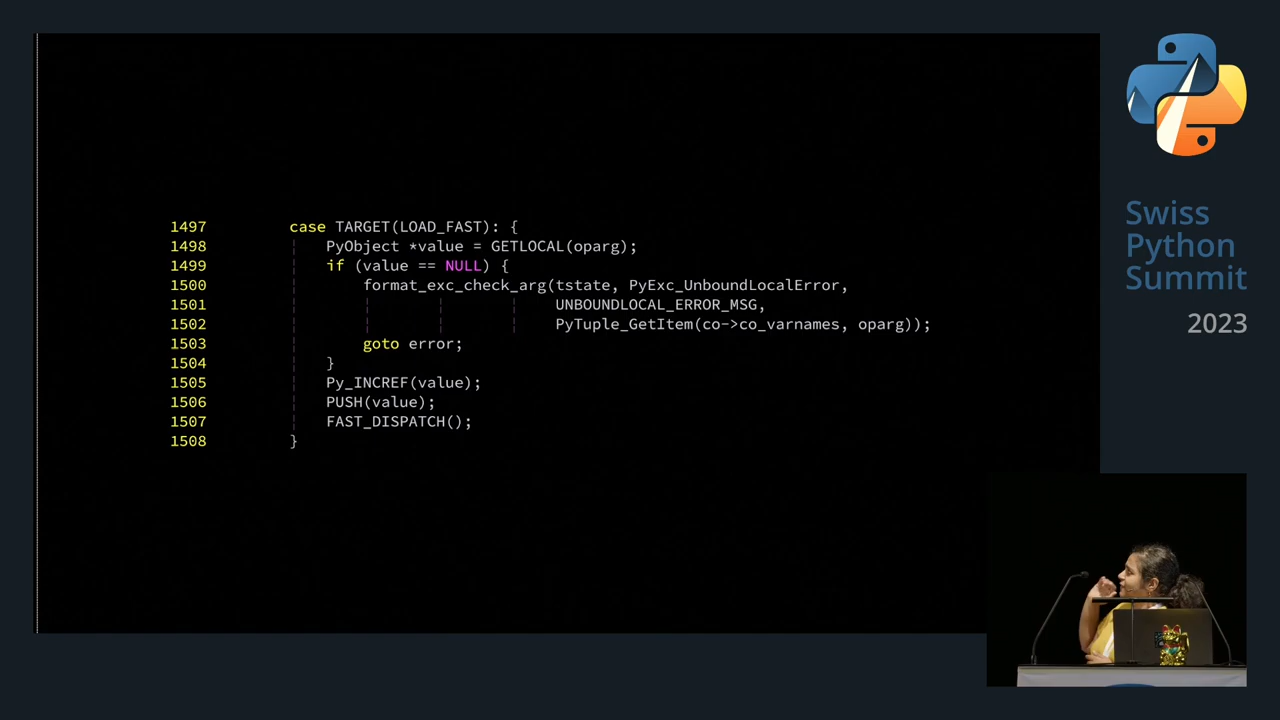 1497 case TARGET(LOAD_FAST): {
1498 PyObject *value = GETLOCAL(oparg);
1499 if (value == NULL) {
1500 format_exc_check_arg(tstate, PyExc_UnboundLocalError,
1501 UNBOUNDLOCAL_ERROR_MSG,
1502 PyTuple_GetItem(co->co_varnames, oparg));
1503 goto error;
1504 }
1505 Py_INCREF(value);
1506 PUSH(value);
1507 FAST_DISPATCH();
1508 }
Swiss
Python
Summit
2023